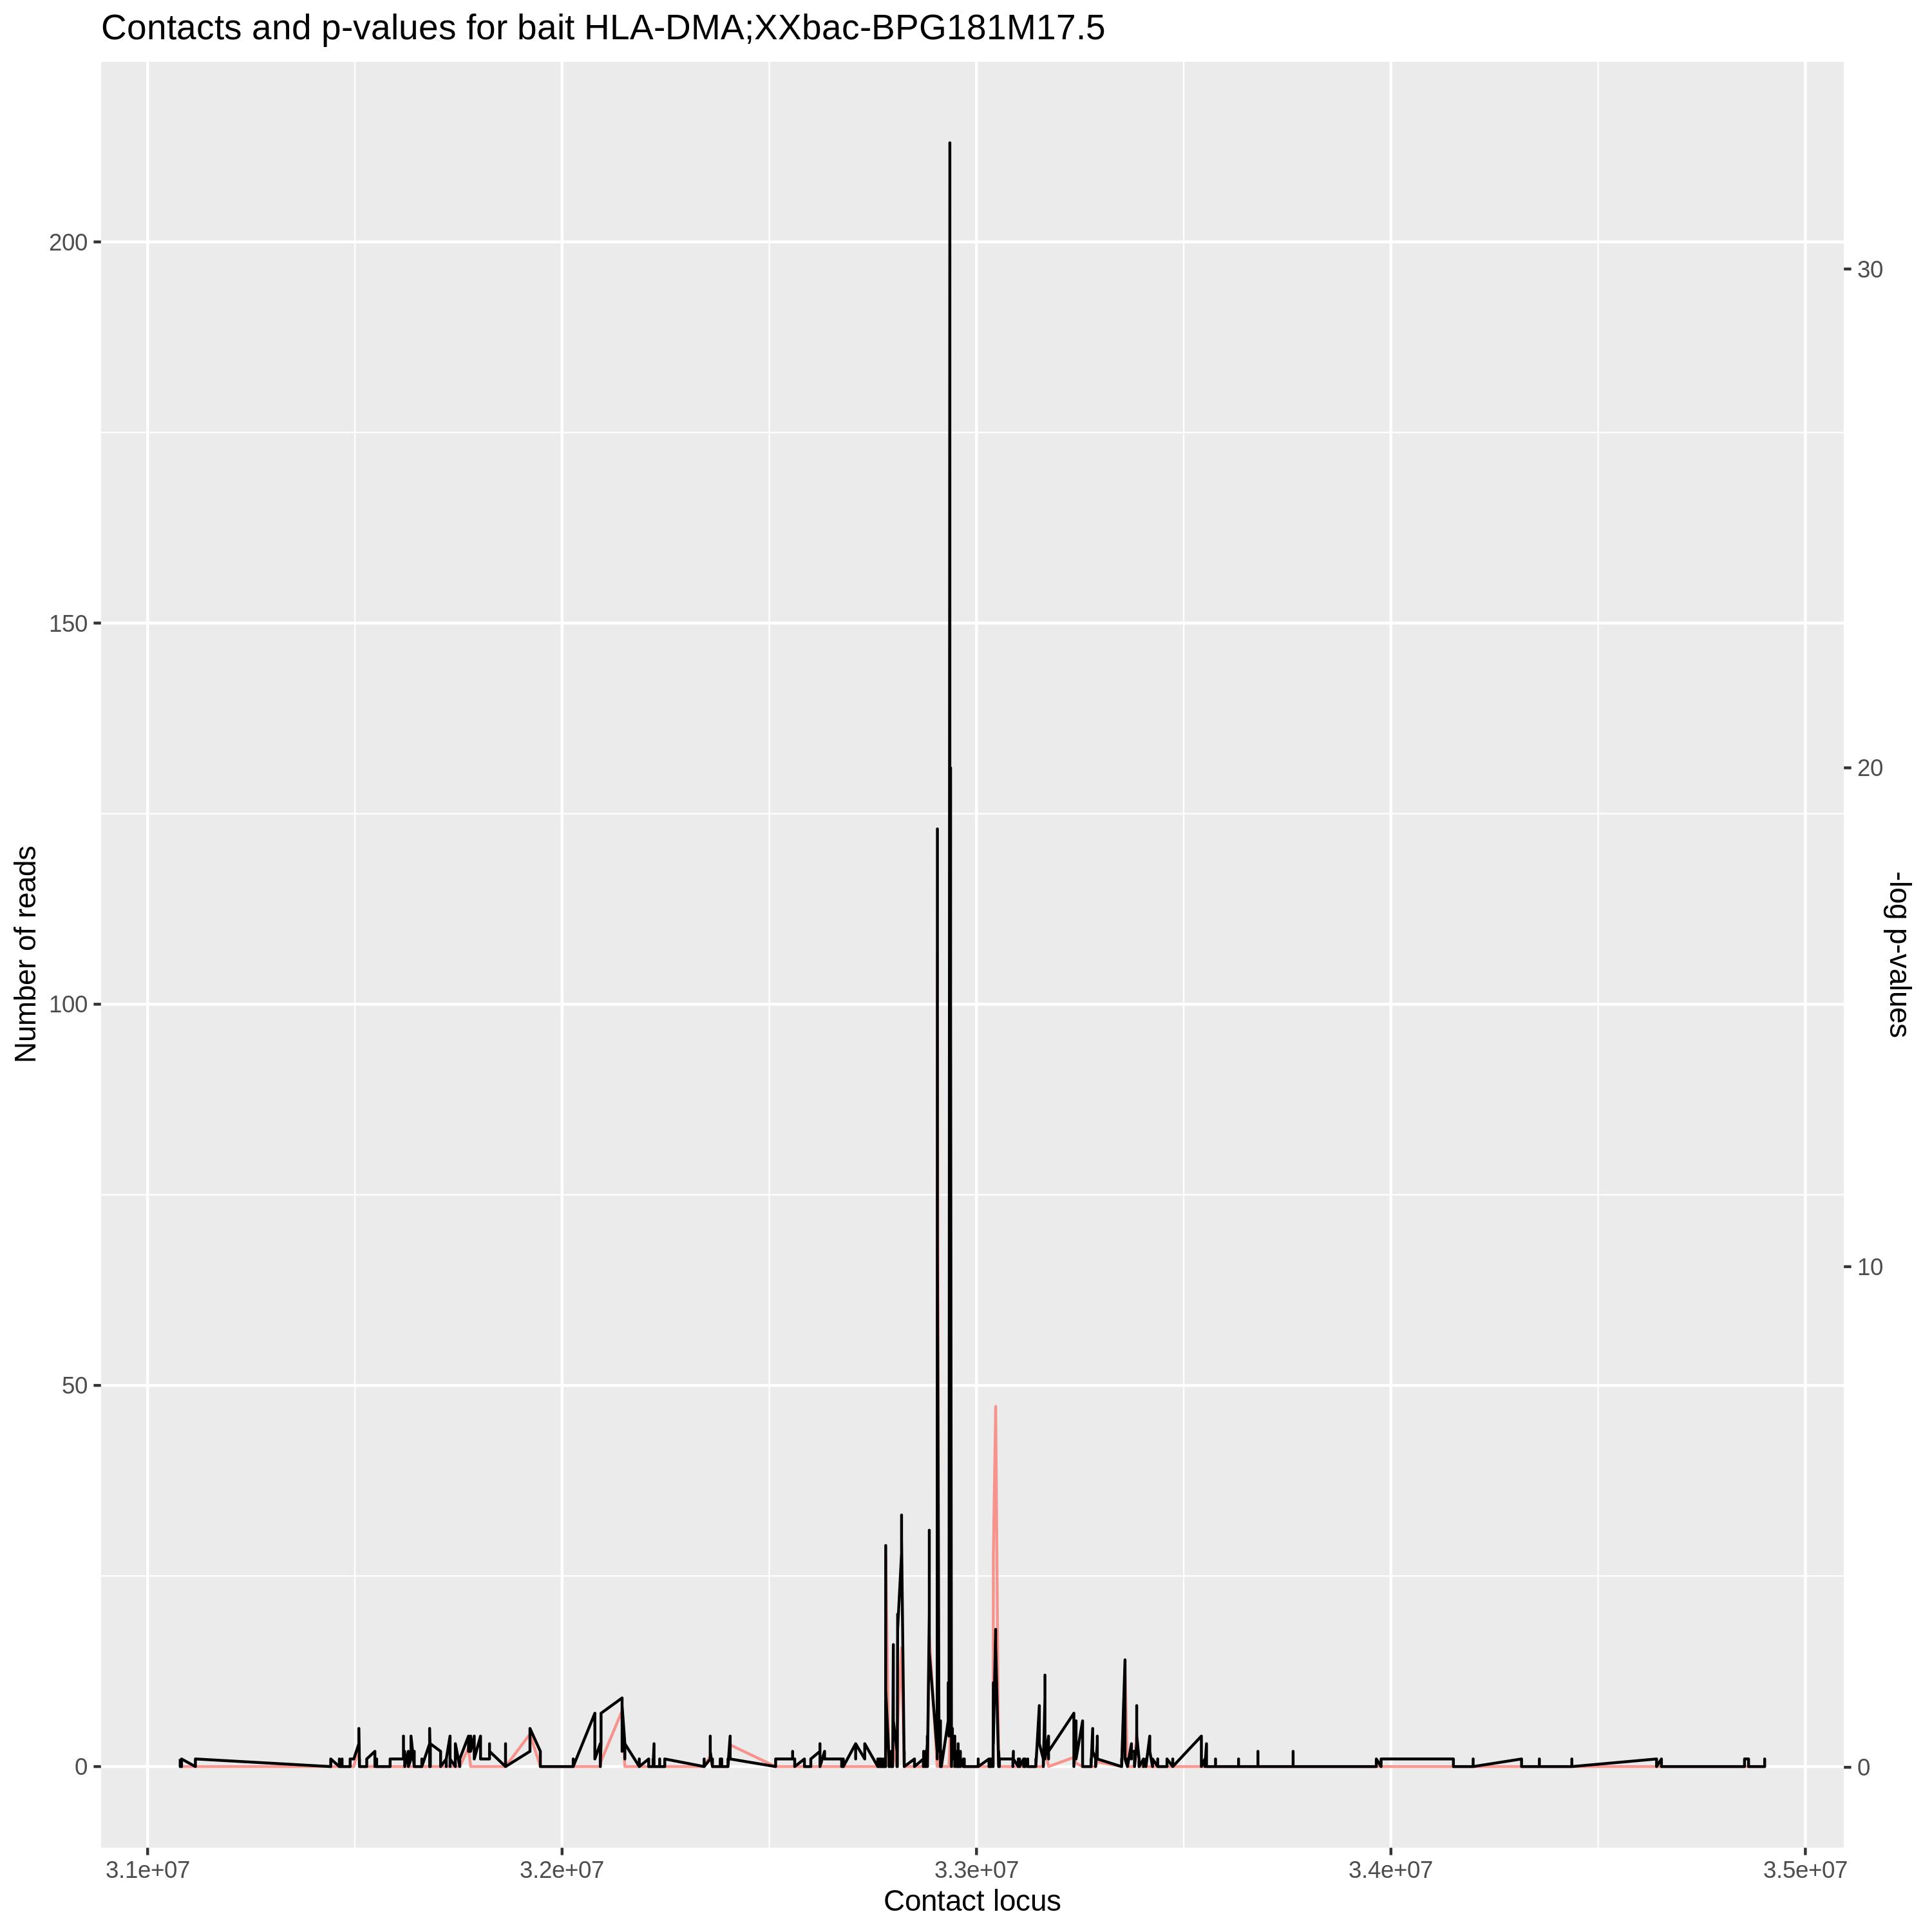 Contacts and p-values for bait HLA-DMA;XXbac-BPG181M17.5
Number of reads
200
150
100
50
0
30
20
10
0
-log p-values
3.1e+07 3.2e+07 3.3e+07 3.4e+07 3.5e+07
Contact locus